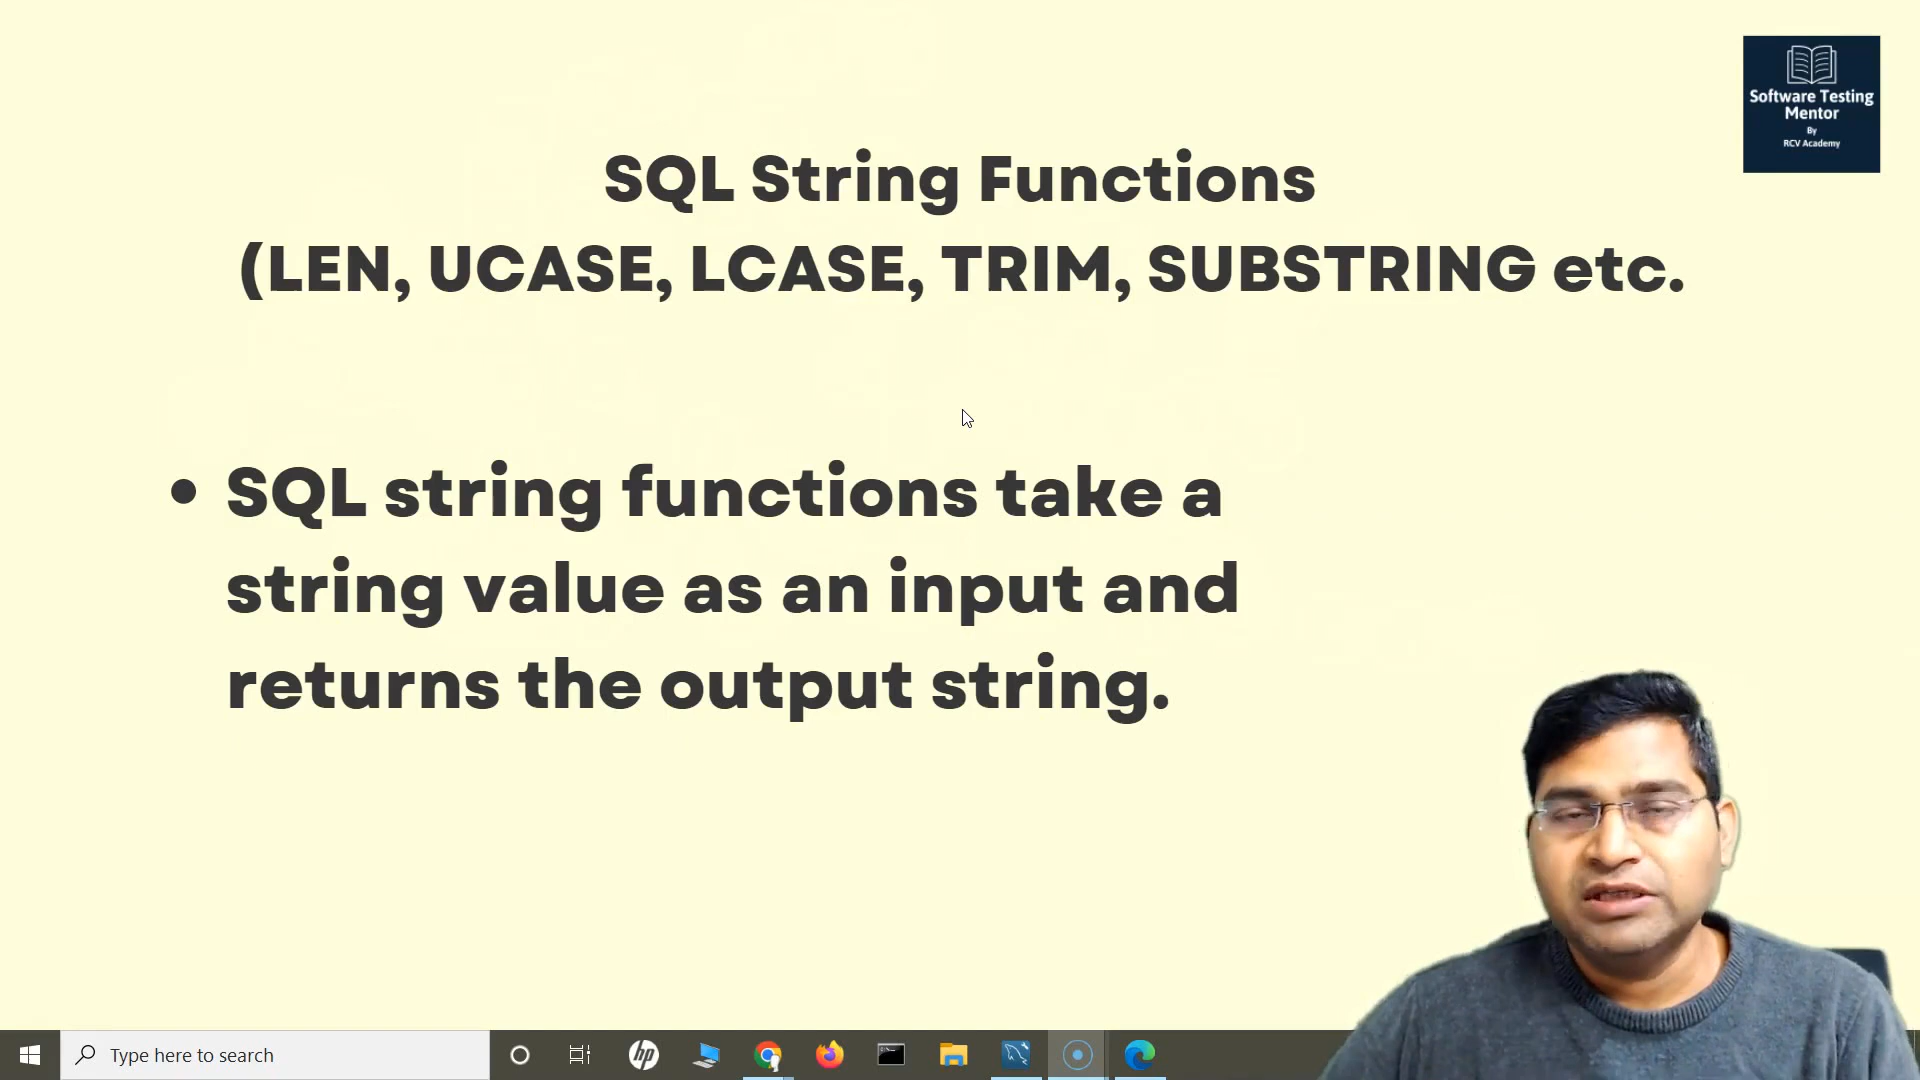 Software Testing
Mentor
By
RCV Academy
SQL String Functions
(LEN, UCASE, LCASE, TRIM, SUBSTRING etc.
• SQL string functions take a
string value as an input and
returns the output string.
Type here to search
hp